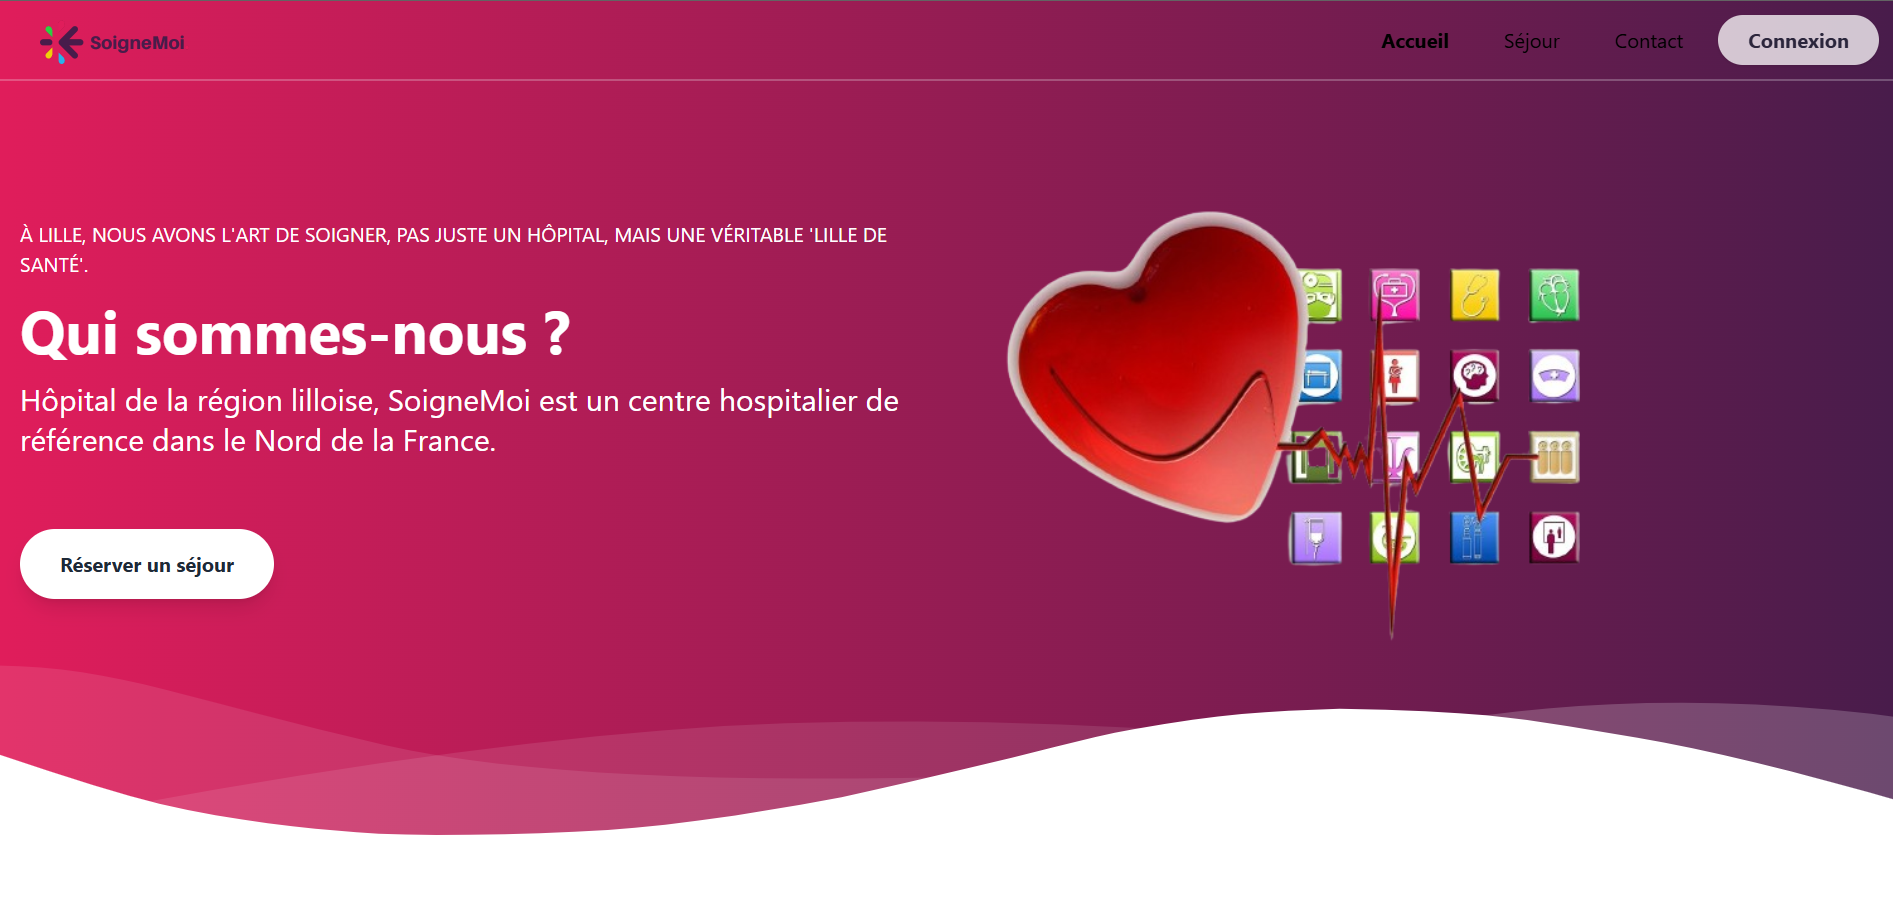 SoigneMoi
Accueil
Séjour
Contact
Connexion
À LILLE, NOUS AVONS L'ART DE SOIGNER, PAS JUSTE UN HÔPITAL, MAIS UNE VÉRITABLE 'LILLE DE
SANTÉ'.
Qui sommes-nous ?
Hôpital de la région lilloise, SoigneMoi est un centre hospitalier de
référence dans le Nord de la France.
Réserver un séjour